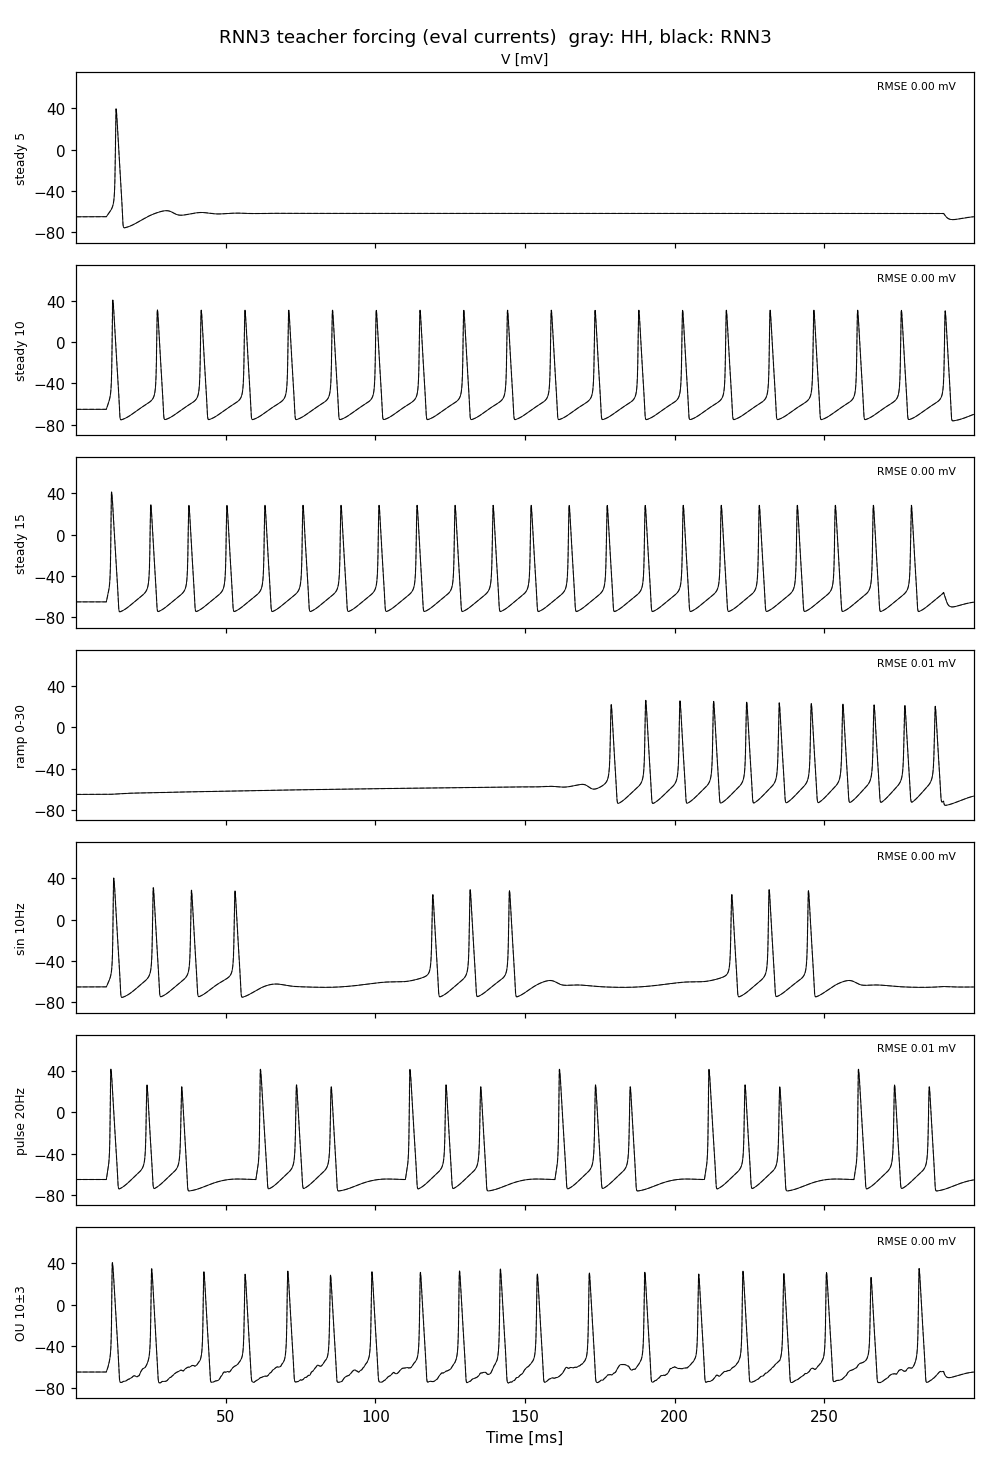 RNN3 teacher forcing (eval currents)  gray: HH, black: RNN3
V [mV]
RMSE 0.00 mV
steady 5
40
0
−40
−80
RMSE 0.00 mV
steady 10
40
0
−40
−80
RMSE 0.00 mV
steady 15
40
0
−40
−80
RMSE 0.01 mV
ramp 0-30
40
0
−40
−80
RMSE 0.00 mV
sin 10Hz
40
0
−40
−80
RMSE 0.01 mV
pulse 20Hz
40
0
−40
−80
RMSE 0.00 mV
OU 10±3
40
0
−40
−80
50 100 150 200 250
Time [ms]